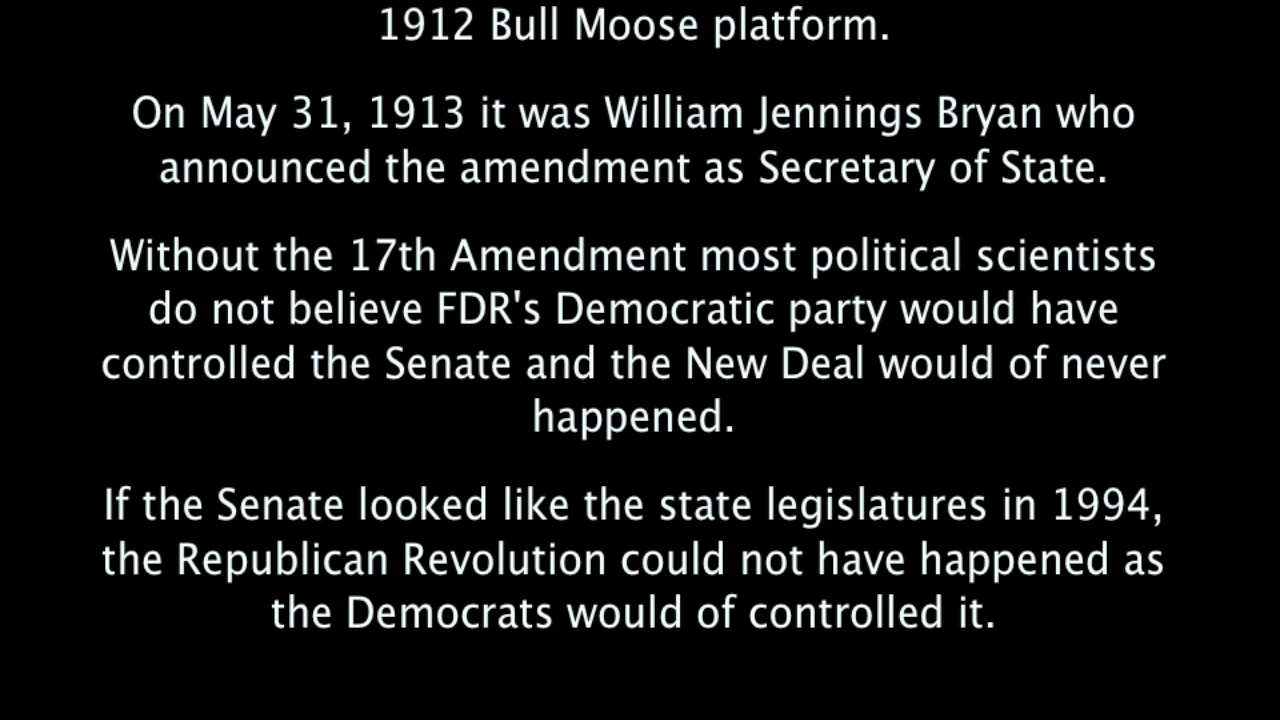 1912 Bull Moose platform.
On May 31, 1913 it was William Jennings Bryan who
announced the amendment as Secretary of State.
Without the 17th Amendment most political scientists
do not believe FDR's Democratic party would have
controlled the Senate and the New Deal would of never
happened.
If the Senate looked like the state legislatures in 1994,
the Republican Revolution could not have happened as
the Democrats would of controlled it.